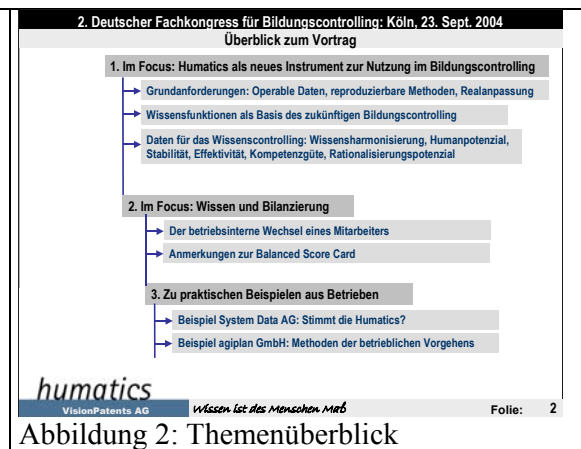 2. Deutscher Fachkongress für Bildungscontrolling: Köln, 23. Sept. 2004
Überblick zum Vortrag
1. Im Focus: Humatics als neues Instrument zur Nutzung im Bildungscontrolling
Grundanforderungen: Operable Daten, reproduzierbare Methoden, Realanpassung
Wissensfunktionen als Basis des zukünftigen Bildungscontrolling
Daten für das Wissenscontrolling: Wissensharmonisierung, Humanpotenzial,
Stabilität, Effektivität, Kompetenzgüte, Rationalisierungspotenzial
2. Im Focus: Wissen und Bilanzierung
Der betriebsinterne Wechsel eines Mitarbeiters
Anmerkungen zur Balanced Score Card
3. Zu praktischen Beispielen aus Betrieben
Beispiel System Data AG: Stimmt die Humatics?
Beispiel agiplan GmbH: Methoden der betrieblichen Vorgehens
humatics
VisionPatents AG Wissen ist des Menschen Maß Folie: 2
Abbildung 2: Themenüberblick